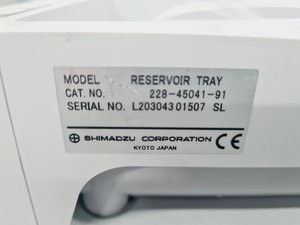 MODEL RESERVOIR TRAY
CAT. NO. 228-45041-91
SERIAL NO. L20304301507 SL
SHIMADZU CORPORATION CE
KYOTO JAPAN